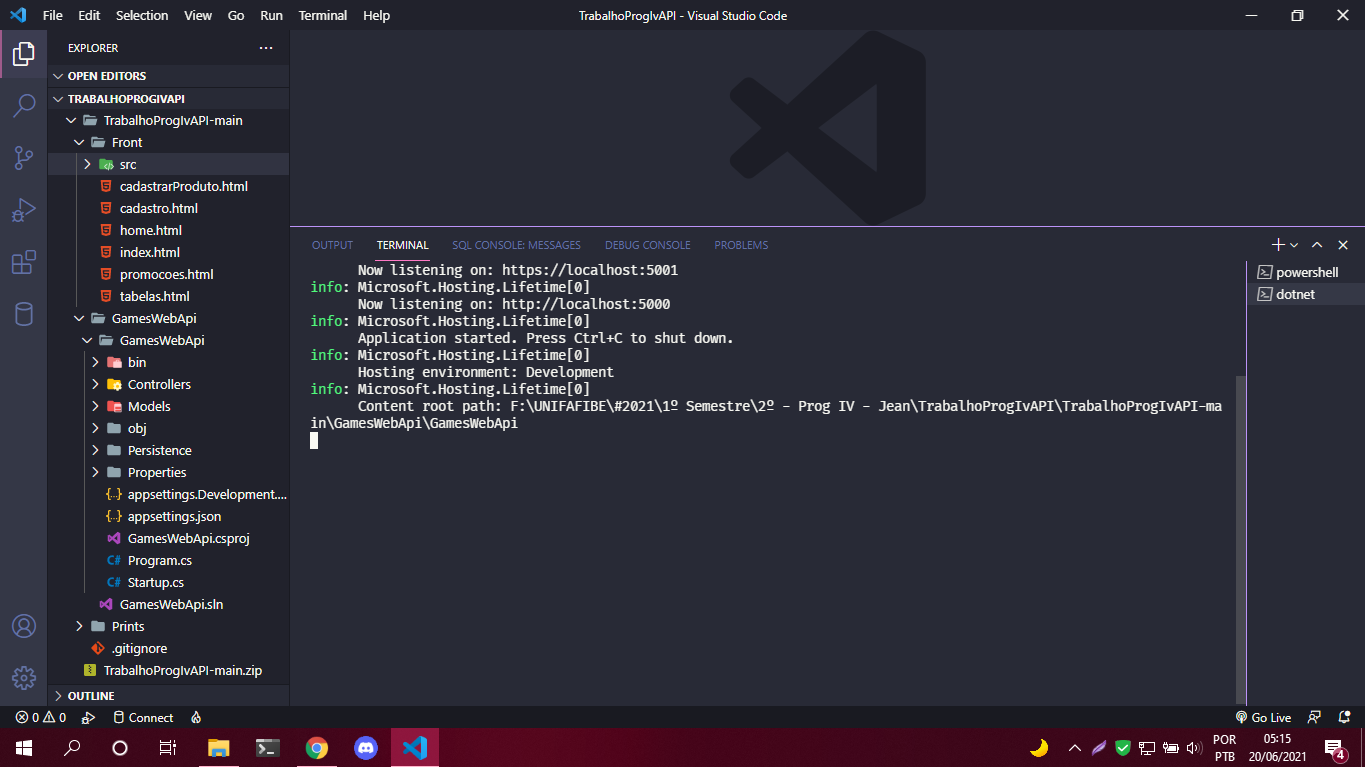 File Edit Selection View Go Run Terminal Help TrabalhoProgIvAPI - Visual Studio Code
EXPLORER
OPEN EDITORS
TRABALHOPROGIVAPI
TrabalhoProgIvAPI-main
Front
src
cadastrarProduto.html
cadastro.html
home.html
index.html
promocoes.html
tabelas.html
GamesWebApi
GamesWebApi
bin
Controllers
Models
obj
Persistence
Properties
appsettings.Development....
appsettings.json
GamesWebApi.csproj
Program.cs
Startup.cs
GamesWebApi.sln
Prints
.gitignore
TrabalhoProgIvAPI-main.zip
OUTLINE
OUTPUT TERMINAL SQL CONSOLE: MESSAGES DEBUG CONSOLE PROBLEMS
Now listening on: https://localhost:5001
info: Microsoft.Hosting.Lifetime[0]
Now listening on: http://localhost:5000
info: Microsoft.Hosting.Lifetime[0]
Application started. Press Ctrl+C to shut down.
info: Microsoft.Hosting.Lifetime[0]
Hosting environment: Development
info: Microsoft.Hosting.Lifetime[0]
Content root path: F:\UNIFAFIBE\#2021\1º Semestre\2º - Prog IV - Jean\TrabalhoProgIvAPI\TrabalhoProgIvAPI-ma
in\GamesWebApi\GamesWebApi
powershell
dotnet
0 0 Connect Go Live
POR 05:15
PTB 20/06/2021
4